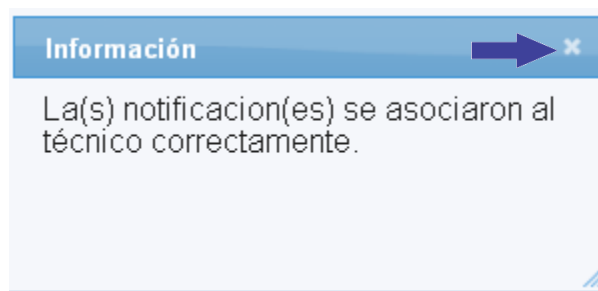 Información
La(s) notificacion(es) se asociaron al
técnico correctamente.